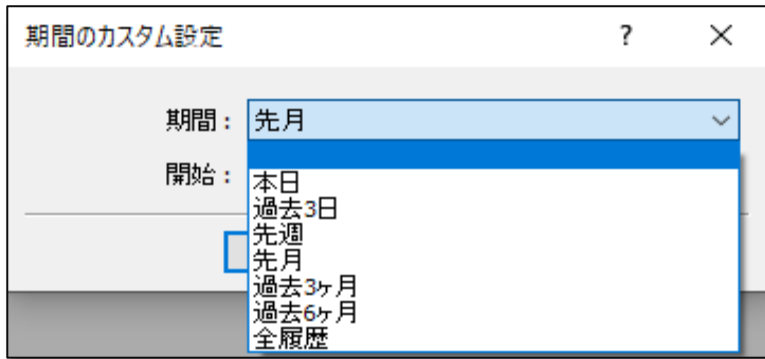 期間のカスタム設定
?
期間： 先月
開始：
本日
過去3日
先週
先月
過去3ヶ月
過去6ヶ月
全履歴